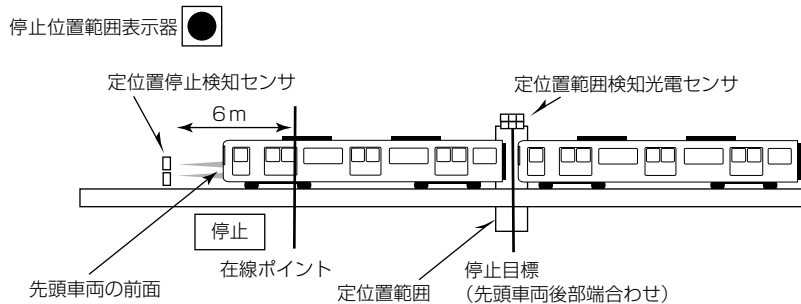 停止位置範囲表示器
定位置停止検知センサ
定位置範囲検知光電センサ
6m
停止
在線ポイント
先頭車両の前面
定位置範囲
停止目標
（先頭車両後部端合わせ）